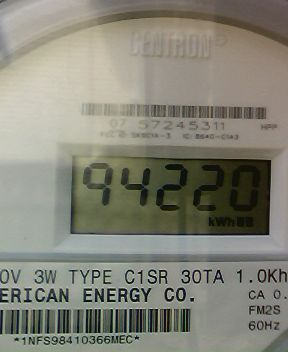 CENTRON®
07 57245311 HPP
94220
kWh
0V 3W TYPE C1SR 30TA 1.0Kh
ERICAN ENERGY CO. CA 0.
FM2S
60Hz
*1NFS98410366MEC*